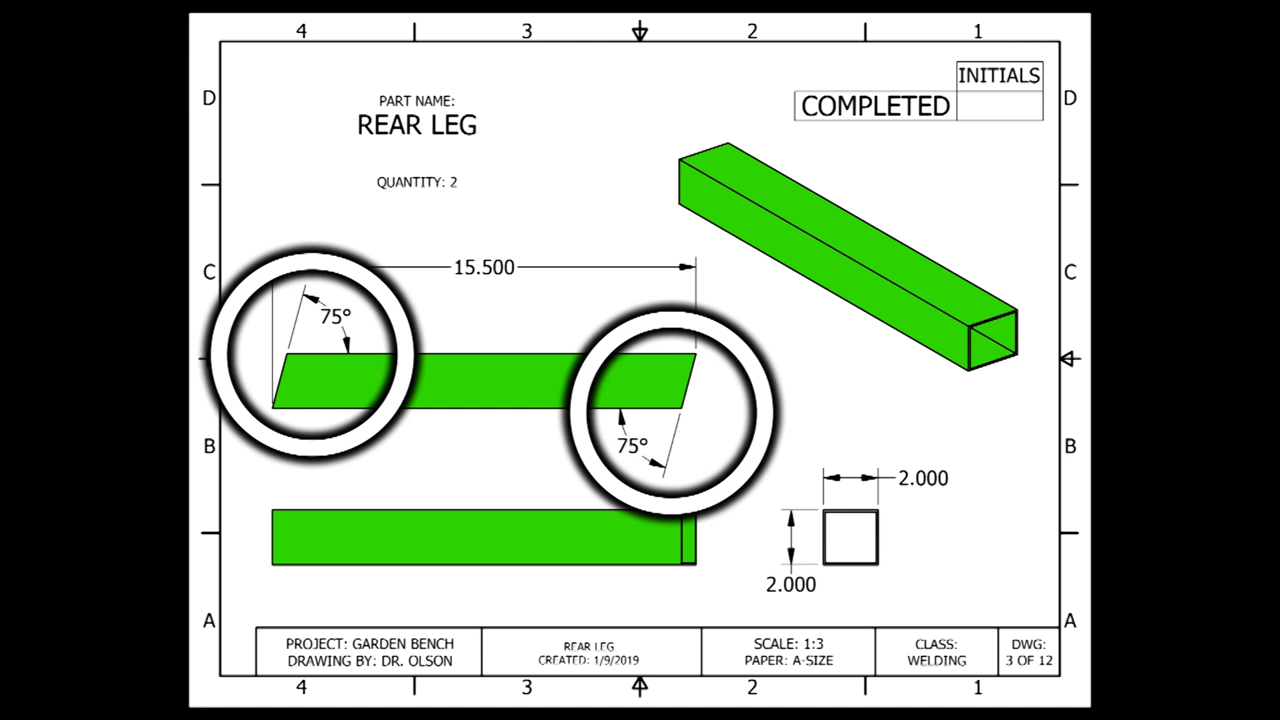 4 3 2 1
INITIALS
COMPLETED
D D
PART NAME:
REAR LEG
QUANTITY: 2
C C
15.500
75°
B B
75°
2.000
2.000
A A
PROJECT: GARDEN BENCH
DRAWING BY: DR. OLSON
REAR LEG
CREATED: 1/9/2019
SCALE: 1:3
PAPER: A-SIZE
CLASS:
WELDING
DWG:
3 OF 12
4 3 2 1